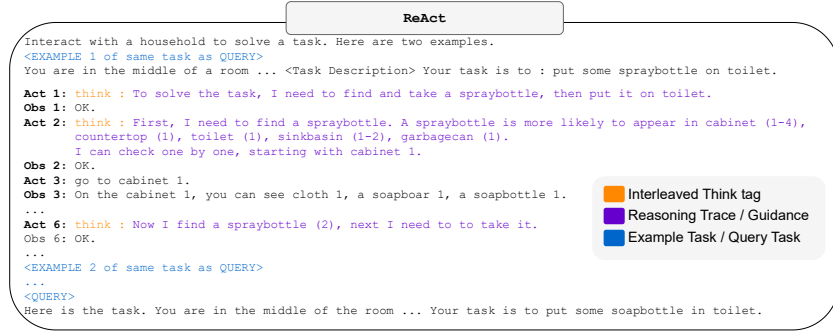 ReAct
Interact with a household to solve a task. Here are two examples.
<EXAMPLE 1 of same task as QUERY>
You are in the middle of a room ... <Task Description> Your task is to : put some spraybottle on toilet.
Act 1: think : To solve the task, I need to find and take a spraybottle, then put it on toilet.
Obs 1: OK.
Act 2: think : First, I need to find a spraybottle. A spraybottle is more likely to appear in cabinet (1-4),
countertop (1), toilet (1), sinkbasin (1-2), garbagecan (1).
I can check one by one, starting with cabinet 1.
Obs 2: OK.
Act 3: go to cabinet 1.
Obs 3: On the cabinet 1, you can see cloth 1, a soapboar 1, a soapbottle 1.
...
Act 6: think : Now I find a spraybottle (2), next I need to to take it.
Obs 6: OK.
...
<EXAMPLE 2 of same task as QUERY>
...
<QUERY>
Here is the task. You are in the middle of the room ... Your task is to put some soapbottle in toilet.
Interleaved Think tag
Reasoning Trace / Guidance
Example Task / Query Task